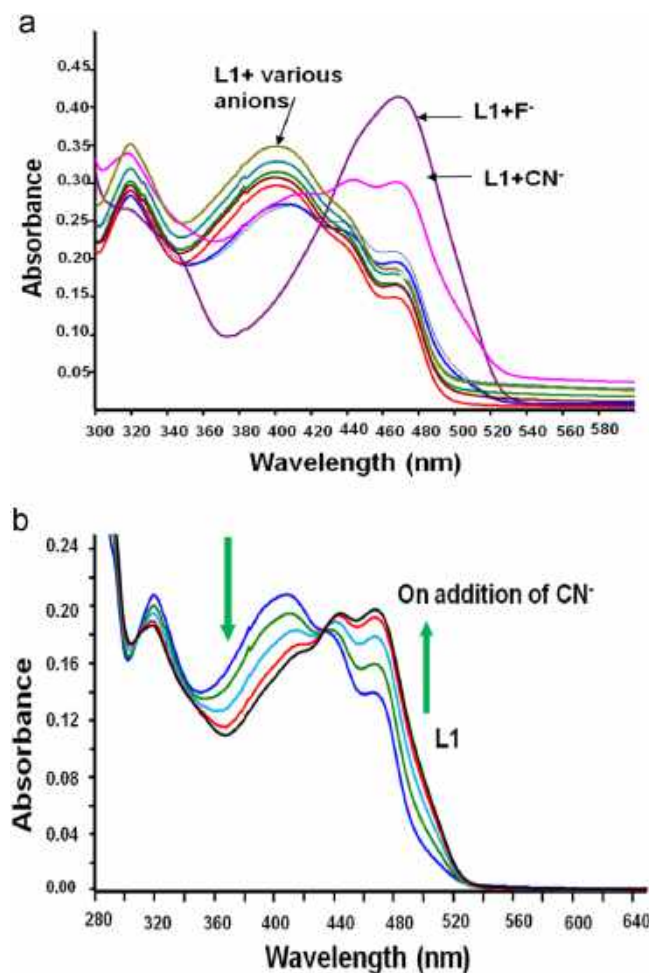 a
0.45
0.40
0.35
0.30
0.25
0.20
0.15
0.10
0.05
Absorbance
L1+ various
anions
L1+F-
L1+CN-
300 320 340 360 380 400 420 440 460 480 500 520 540 560 580
Wavelength (nm)
b
0.24
0.20
0.16
0.12
0.08
0.04
0.00
Absorbance
On addition of CN-
L1
280 320 360 400 440 480 520 560 600 640
Wavelength (nm)